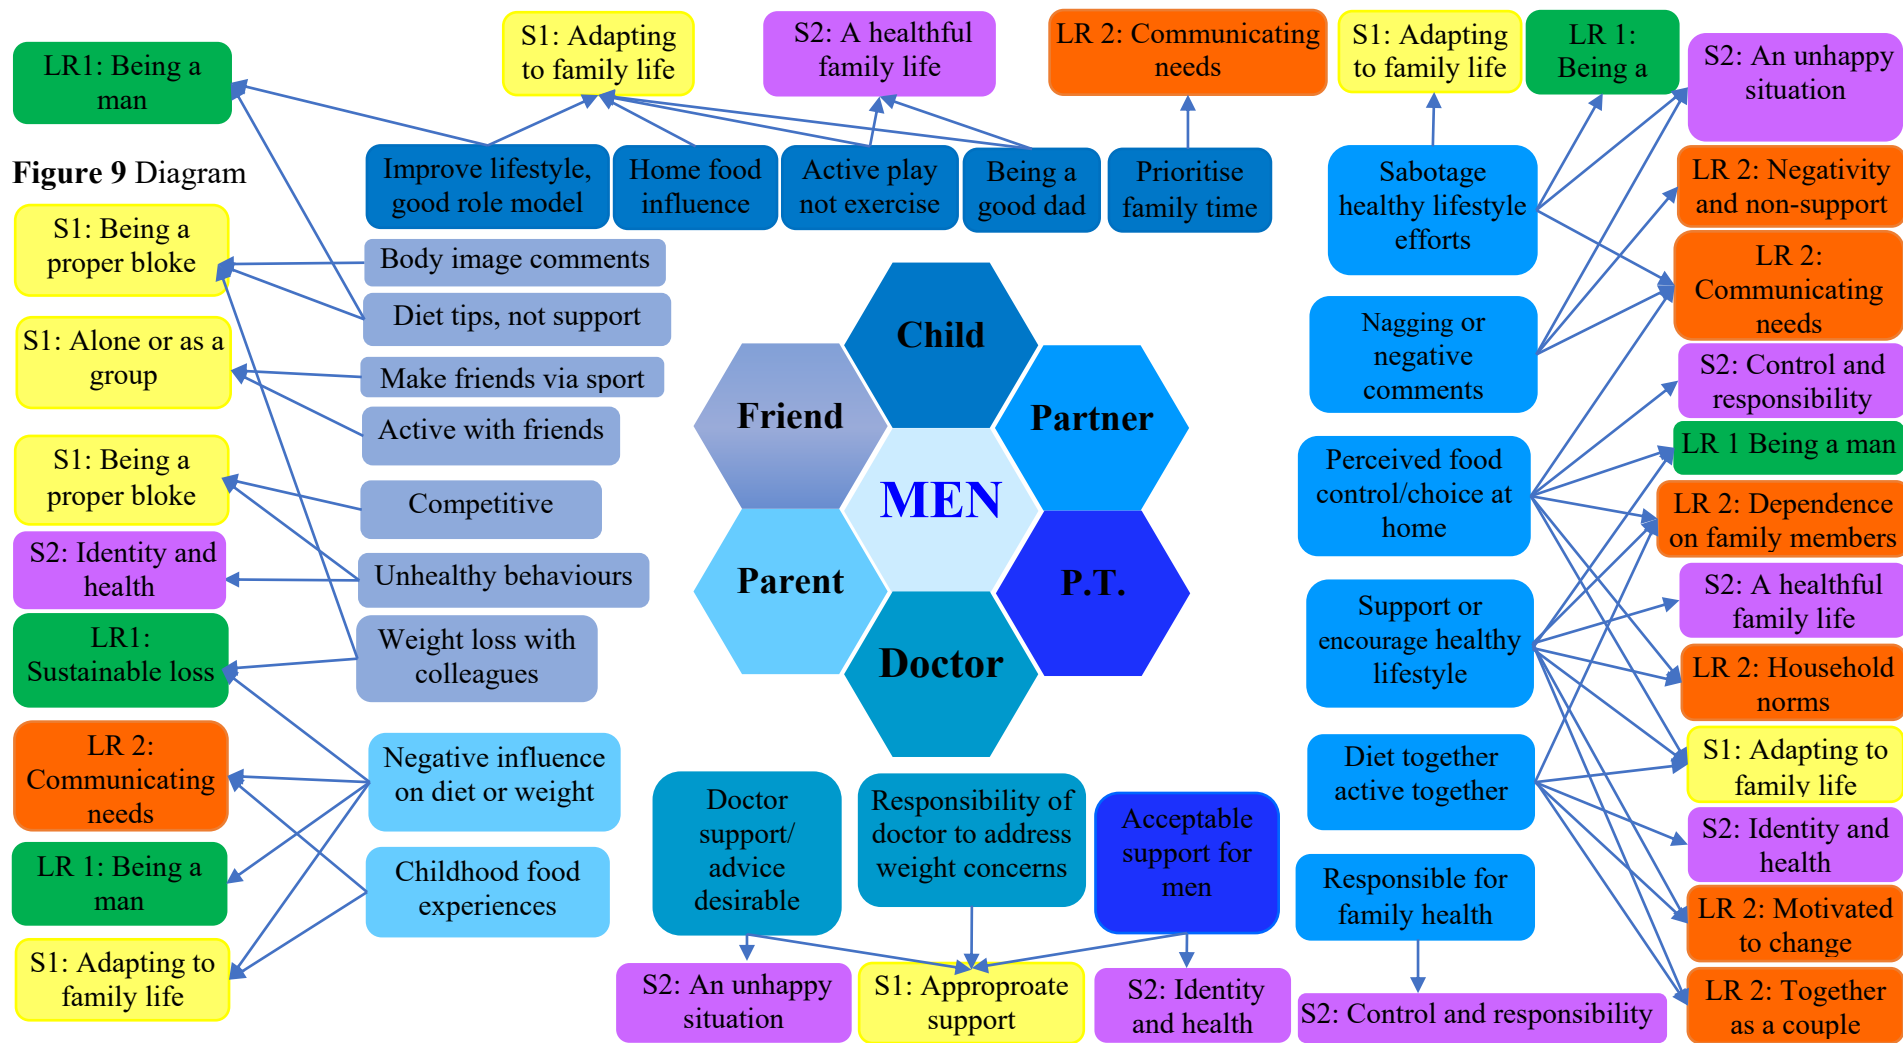 LR1: Being a
man
S1: Adapting
to family life
S2: A healthful
family life
LR 2: Communicating
needs
S1: Adapting
to family life
LR 1:
Being a
S2: An unhappy
situation
Figure 9 Diagram
Improve lifestyle,
good role model
Home food
influence
Active play
not exercise
Being a
good dad
Prioritise
family time
S1: Being a
proper bloke
S1: Alone or as a
group
S1: Being a
proper bloke
S2: Identity and
health
LR1:
Sustainable loss
LR 2:
Communicating
needs
LR 1: Being a
man
S1: Adapting to
family life
Body image comments
Diet tips, not support
Make friends via sport
Active with friends
Competitive
Unhealthy behaviours
Weight loss with
colleagues
Negative influence
on diet or weight
Childhood food
experiences
Child
Friend
Partner
MEN
Parent
P.T.
Doctor
Doctor
support/
advice
desirable
Responsibility of
doctor to address
weight concerns
Acceptable
support for
men
S2: An unhappy
situation
S1: Approproate
support
S2: Identity
and health
Sabotage
healthy lifestyle
efforts
Nagging or
negative
comments
Perceived food
control/choice at
home
Support or
encourage healthy
lifestyle
Diet together
active together
Responsible for
family health
S2: Control and responsibility
LR 2: Negativity
and non-support
LR 2:
Communicating
needs
S2: Control and
responsibility
LR 1 Being a man
LR 2: Dependence
on family members
S2: A healthful
family life
LR 2: Household
norms
S1: Adapting to
family life
S2: Identity and
health
LR 2: Motivated
to change
LR 2: Together
as a couple